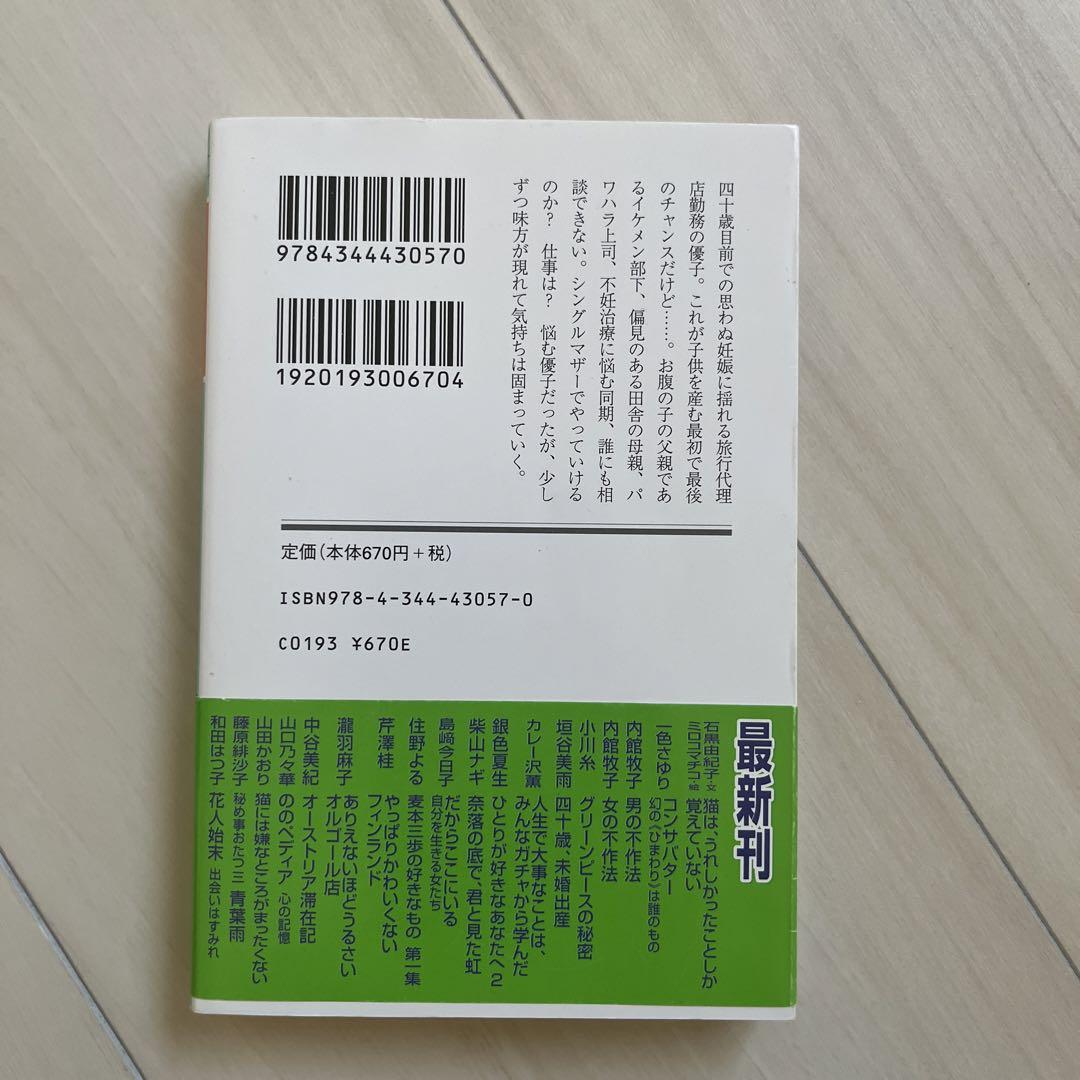 四十歳目前での思わぬ妊娠に揺れる旅行代理
店勤務の優子。これが子供を産む最初で最後
のチャンスだけど……。お腹の子の父親であ
るイケメン部下、偏見のある田舎の母親、パ
ワハラ上司、不妊治療に悩む同期、誰にも相
談できない。シングルマザーでやっていける
のか？　仕事は？　悩む優子だったが、少し
ずつ味方が現れて気持ちは固まっていく。
9784344430570
1920193006704
定価（本体670円＋税）
ISBN978-4-344-43057-0
C0193 ¥670E
最新刊
石黒由紀子・文
ミロコマチコ・絵
猫は、うれしかったことしか
覚えていない
一色さゆり
コンサバター
幻の《ひまわり》は誰のもの
内館牧子
男の不作法
内館牧子
女の不作法
小川糸
グリーンピースの秘密
垣谷美雨
四十歳、未婚出産
カレー沢薫
人生で大事なことは、
みんなガチャから学んだ
銀色夏生
ひとりが好きなあなたへ2
柴山ナギ
奈落の底で、君と見た虹
島﨑今日子
だからここにいる
自分を生きる女たち
住野よる
麦本三歩の好きなもの 第一集
芹澤桂
やっぱりかわいくない
フィンランド
瀧羽麻子
ありえないほどうるさい
オルゴール店
中谷美紀
オーストリア滞在記
山口乃々華
ののペディア 心の記憶
山田かおり
猫には嫌なところがまったくない
藤原緋沙子
秘め事おたつ三 青葉雨
和田はつ子
花人始末 出会いはすみれ